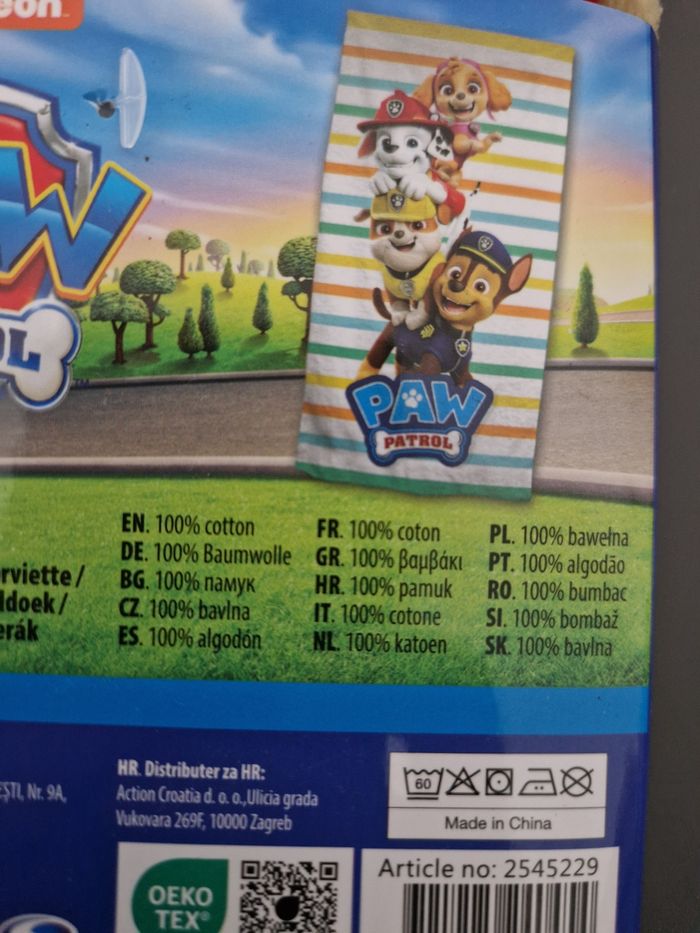 PAW
PATROL
EN. 100% cotton
DE. 100% Baumwolle
BG. 100% памук
CZ. 100% bavlna
ES. 100% algodón
FR. 100% coton
GR. 100% βαμβάκι
HR. 100% pamuk
IT. 100% cotone
NL. 100% katoen
PL. 100% bawełna
PT. 100% algodão
RO. 100% bumbac
SI. 100% bombaž
SK. 100% bavlna
HR. Distributer za HR:
Action Croatia d. o. o.,Ulicia grada
Vukovara 269F, 10000 Zagreb
Nr. 9A,
60
Made in China
OEKO
TEX®
Article no: 2545229